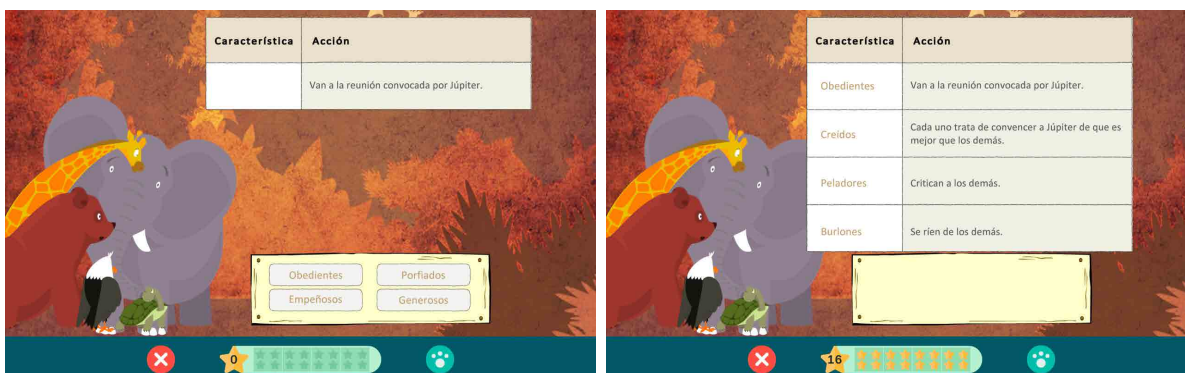 Característica Acción
Van a la reunión convocada por Júpiter.
Obedientes Porfiados
Empeñosos Generosos
0
Característica Acción
Obedientes Van a la reunión convocada por Júpiter.
Creídos Cada uno trata de convencer a Júpiter de que es
mejor que los demás.
Peladores Critican a los demás.
Burlones Se ríen de los demás.
16